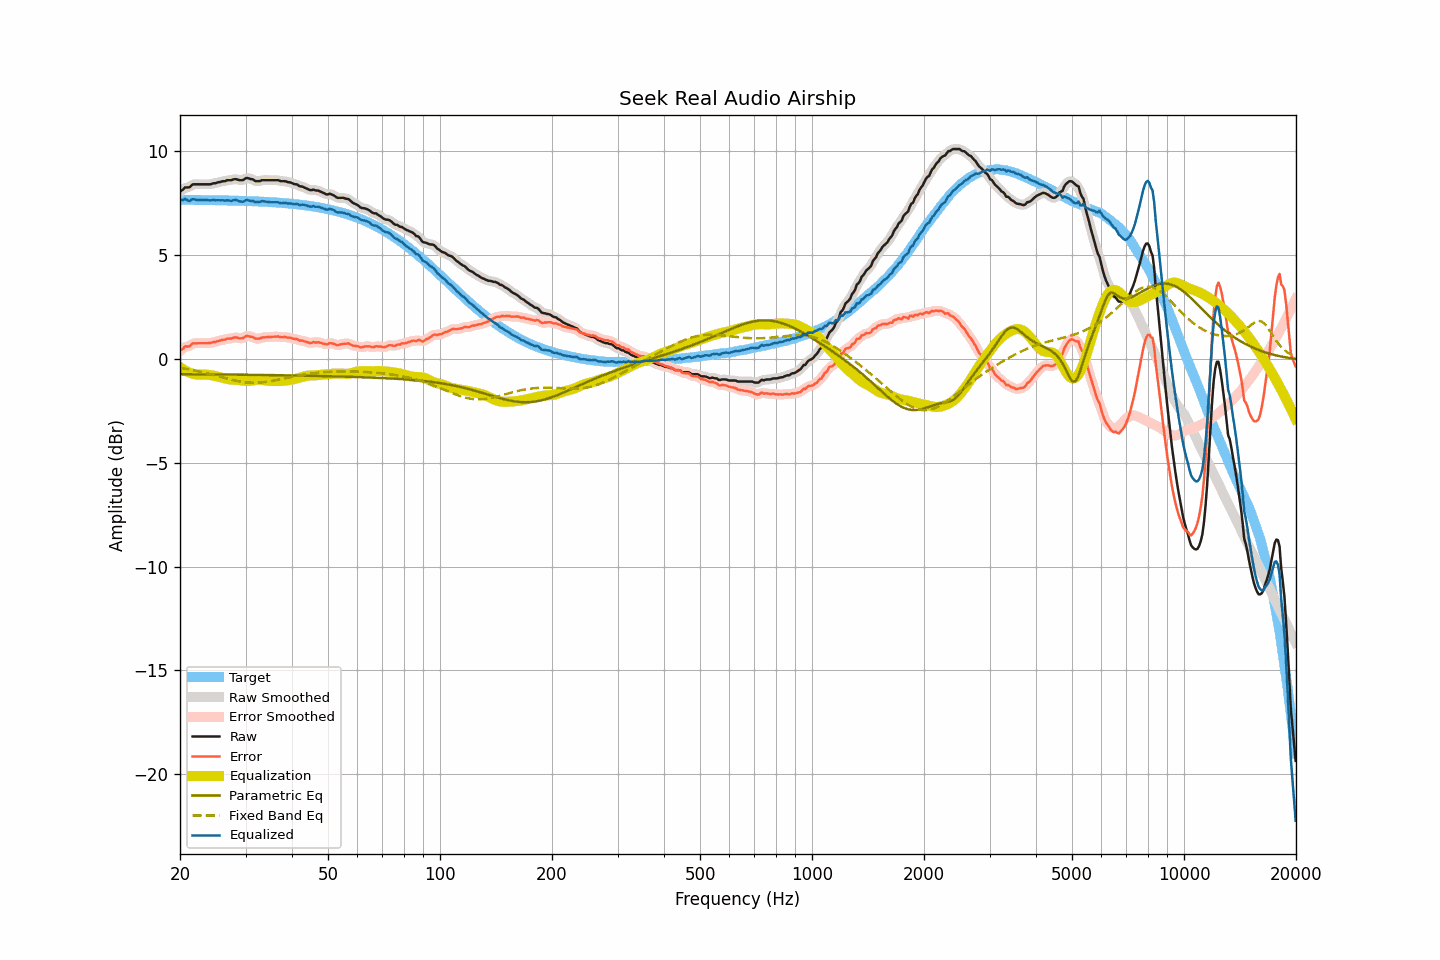 Seek Real Audio Airship
10
5
0
−5
−10
−15
−20
Amplitude (dBr)
Target
Raw Smoothed
Error Smoothed
Raw
Error
Equalization
Parametric Eq
Fixed Band Eq
Equalized
20 50 100 200 500 1000 2000 5000 10000 20000
Frequency (Hz)